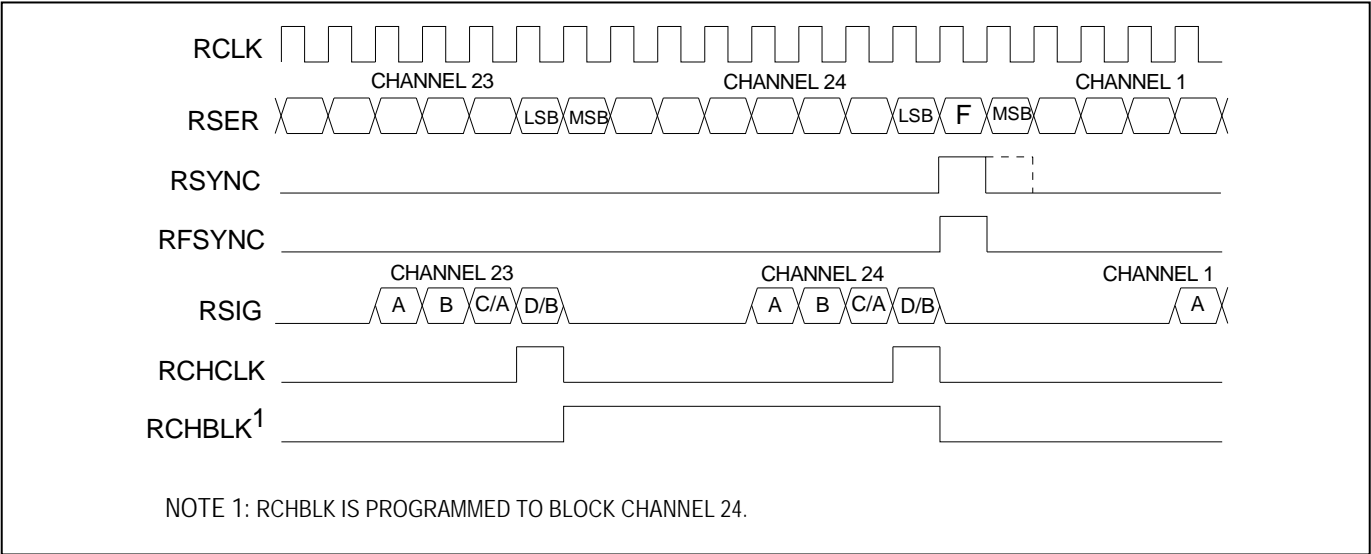 RCLK
CHANNEL 23 CHANNEL 24 CHANNEL 1
RSER LSB MSB LSB F MSB
RSYNC
RFSYNC
CHANNEL 23 CHANNEL 24 CHANNEL 1
RSIG A B C/A D/B A B C/A D/B A
RCHCLK
RCHBLK1
NOTE 1: RCHBLK IS PROGRAMMED TO BLOCK CHANNEL 24.